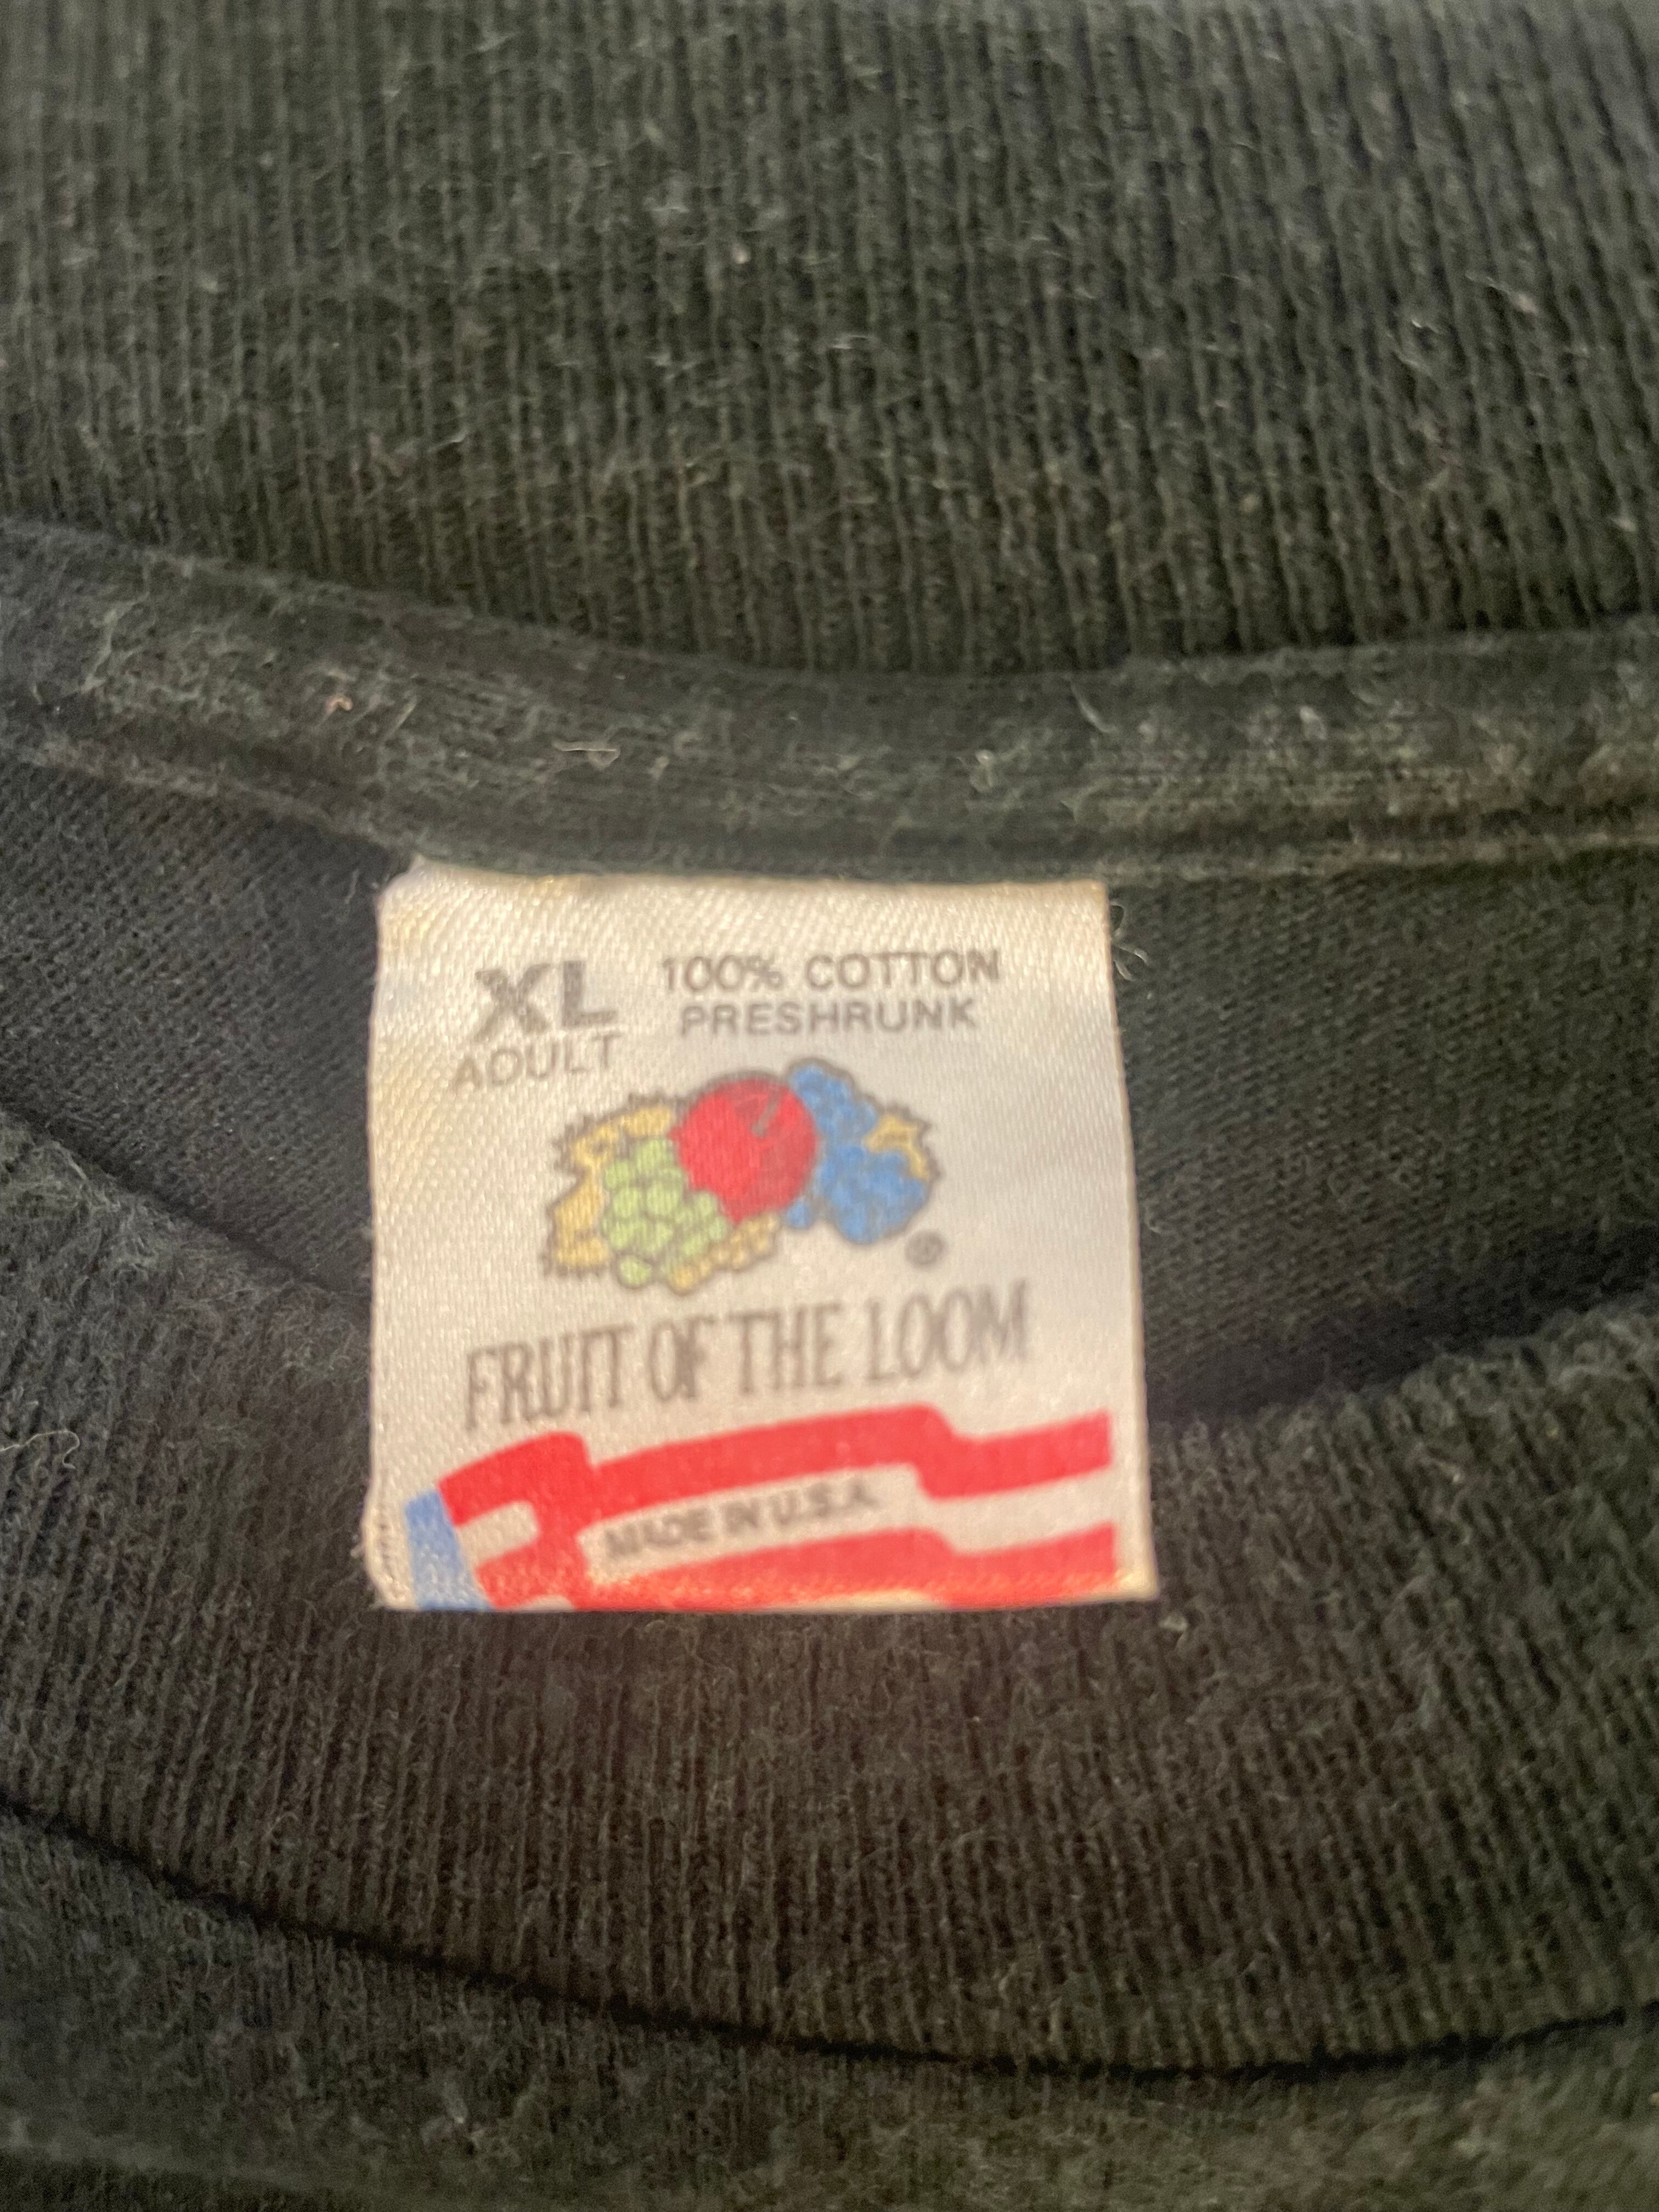 XL
ADULT
100% COTTON
PRESHRUNK
®
FRUIT OF THE LOOM
MADE IN U.S.A.